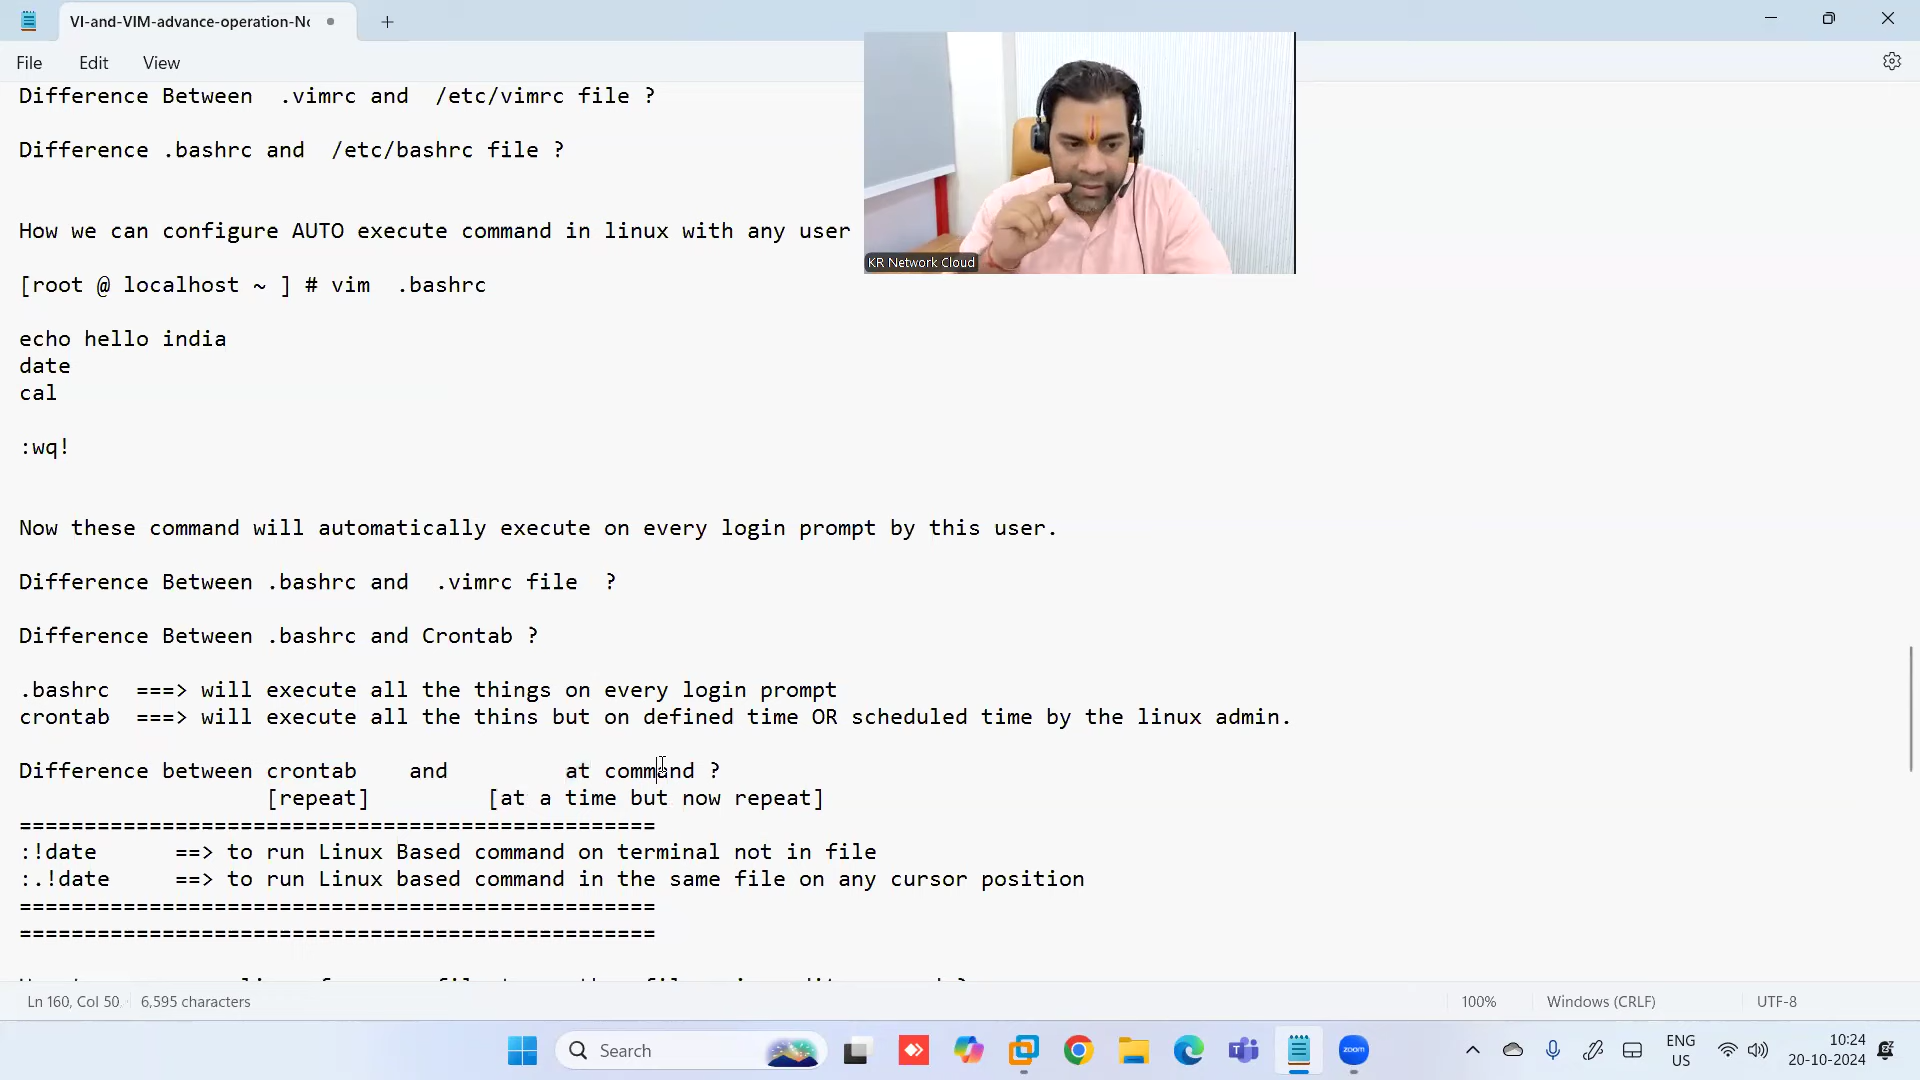 VI-and-VIM-advance-operation-No
File
Edit
View
Difference Between  .vimrc and  /etc/vimrc file ?
Difference .bashrc and  /etc/bashrc file ?
How we can configure AUTO execute command in linux with any user
[root @ localhost ~ ] # vim  .bashrc
echo hello india
date
cal
:wq!
Now these command will automatically execute on every login prompt by this user.
Difference Between .bashrc and  .vimrc file  ?
Difference Between .bashrc and Crontab ?
.bashrc  ===> will execute all the things on every login prompt
crontab  ===> will execute all the thins but on defined time OR scheduled time by the linux admin.
Difference between crontab    and         at command ?
[repeat]         [at a time but now repeat]
=================================================
:!date      ==> to run Linux Based command on terminal not in file
:.!date     ==> to run Linux based command in the same file on any cursor position
=================================================
=================================================
KR Network Cloud
Ln 160, Col 50
6,595 characters
100%
Windows (CRLF)
UTF-8
Search
zoom
ENG
US
10:24
20-10-2024